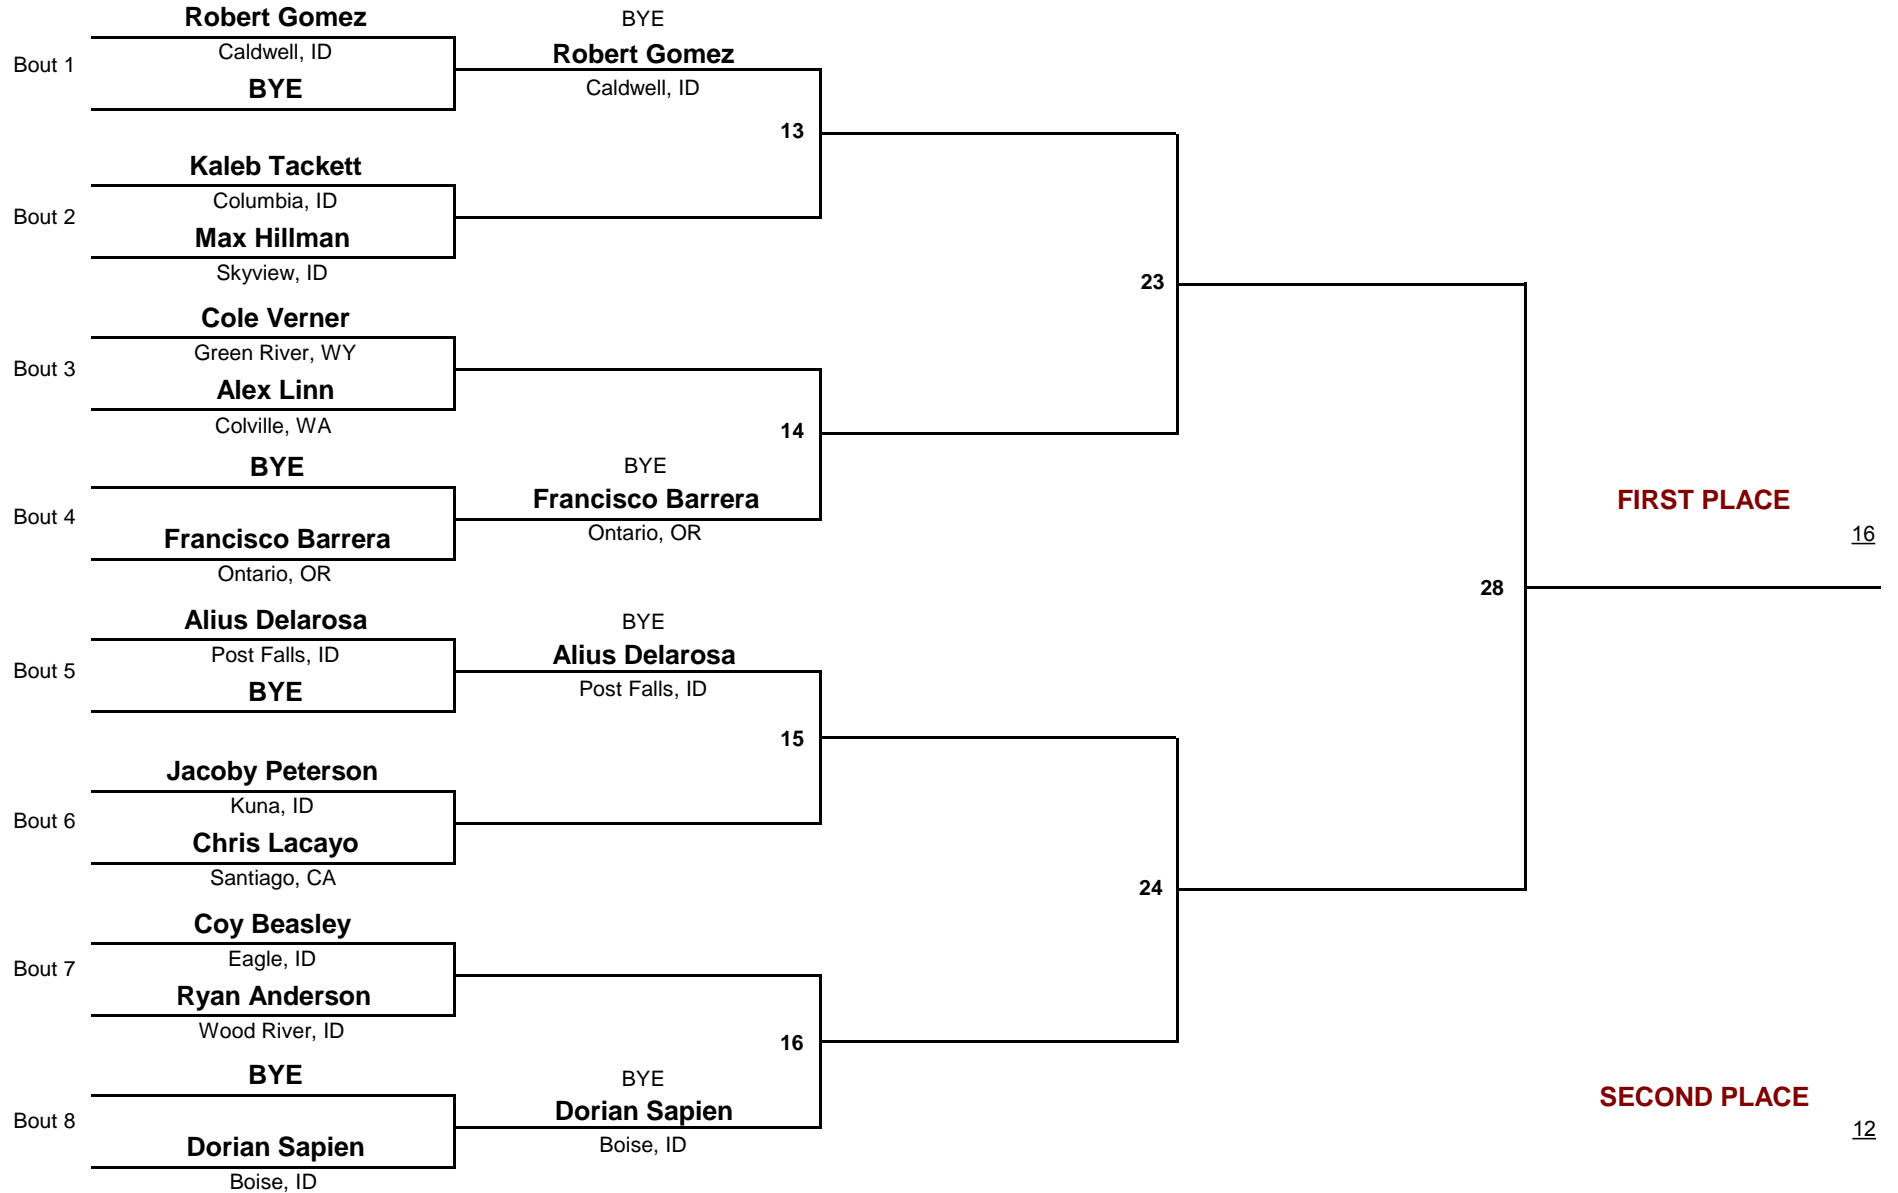 Robert Gomez
BYE
Bout 1
Caldwell, ID
Robert Gomez
BYE
Caldwell, ID
13
Kaleb Tackett
Bout 2
Columbia, ID
Max Hillman
Skyview, ID
23
Cole Verner
Bout 3
Green River, WY
Alex Linn
Colville, WA
14
BYE
BYE
Bout 4
Francisco Barrera
Francisco Barrera
Ontario, OR
Ontario, OR
FIRST PLACE
16
28
Alius Delarosa
BYE
Bout 5
Post Falls, ID
Alius Delarosa
BYE
Post Falls, ID
15
Jacoby Peterson
Bout 6
Kuna, ID
Chris Lacayo
Santiago, CA
24
Coy Beasley
Bout 7
Eagle, ID
Ryan Anderson
Wood River, ID
16
BYE
BYE
Bout 8
Dorian Sapien
Dorian Sapien
Boise, ID
Boise, ID
SECOND PLACE
12